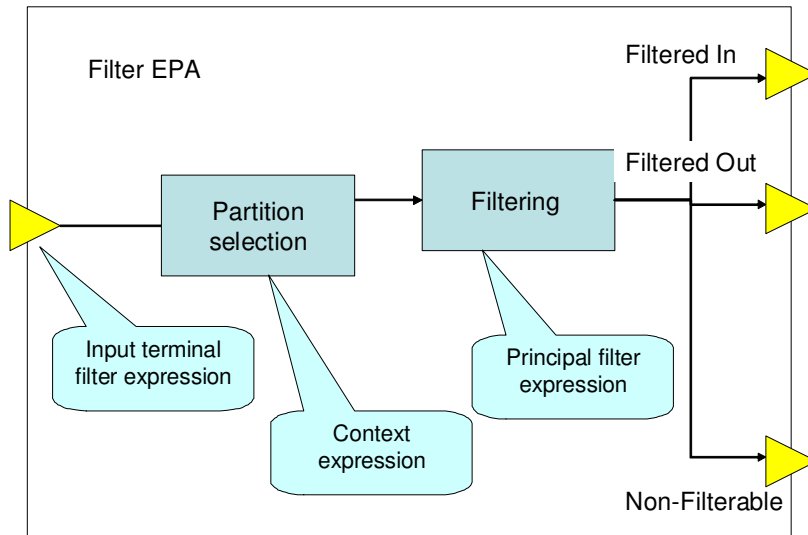 Filter EPA
Filtered In
Filtered Out
Partition
selection
Filtering
Input terminal
filter expression
Principal filter
expression
Context
expression
Non-Filterable